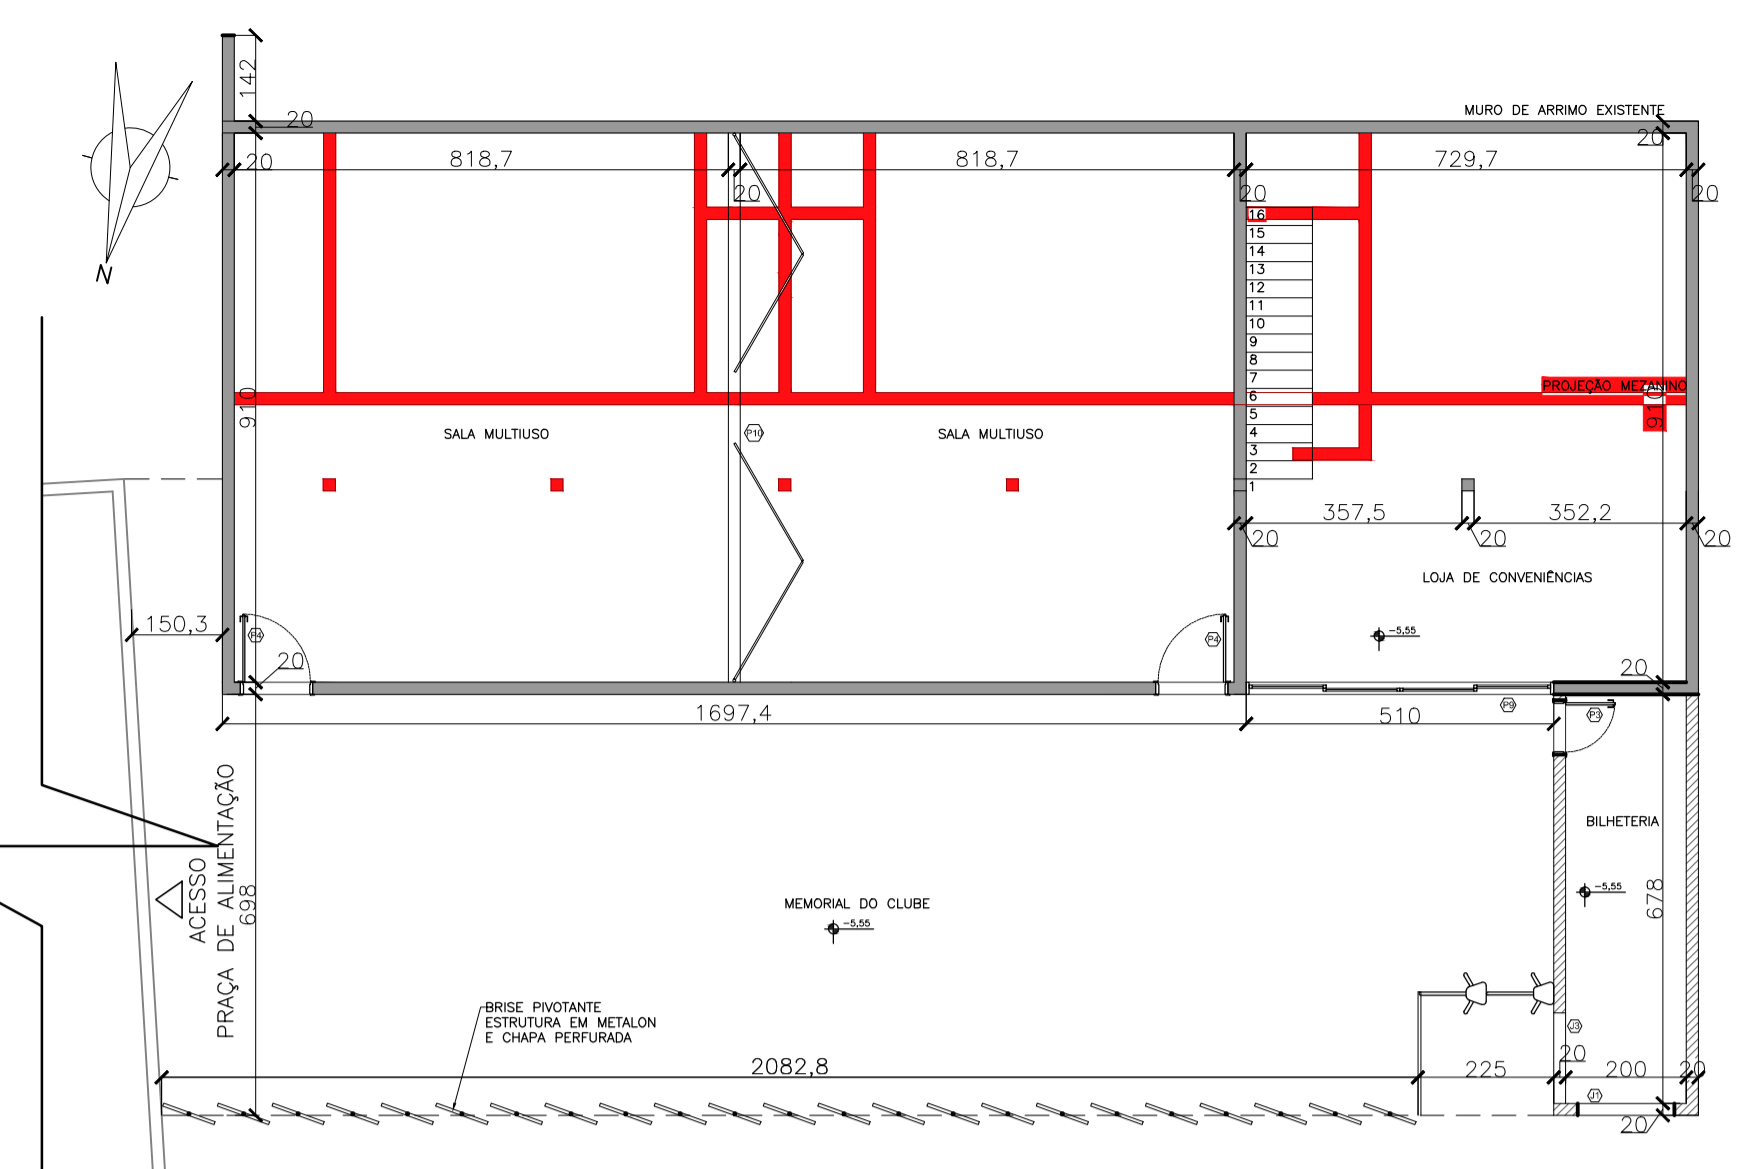 142
MURO DE ARRIMO EXISTENTE
20
20
20
818,7
818,7
729,7
20
20
20
20
N
16
15
14
13
12
11
10
9
8
7
6
5
4
3
2
1
PROJEÇÃO MEZANINO
910
910
SALA MULTIUSO
P10
SALA MULTIUSO
357,5
352,2
20
20
20
LOJA DE CONVENIÊNCIAS
-5,55
150,3
P4
P4
20
20
1697,4
510
P9
P3
ACESSO
PRAÇA DE ALIMENTAÇÃO
698
BILHETERIA
-5,55
678
MEMORIAL DO CLUBE
-5,55
BRISE PIVOTANTE
ESTRUTURA EM METALON
E CHAPA PERFURADA
J3
2082,8
225
20
200
20
J1
20